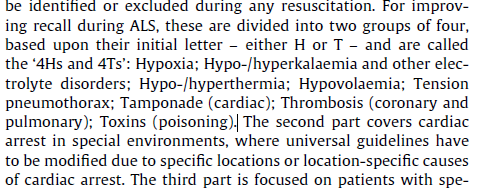 be identified or excluded during any resuscitation. For improv-
ing recall during ALS, these are divided into two groups of four,
based upon their initial letter – either H or T – and are called
the ‘4Hs and 4Ts’: Hypoxia; Hypo-/hyperkalaemia and other elec-
trolyte disorders; Hypo-/hyperthermia; Hypovolaemia; Tension
pneumothorax; Tamponade (cardiac); Thrombosis (coronary and
pulmonary); Toxins (poisoning). The second part covers cardiac
arrest in special environments, where universal guidelines have
to be modified due to specific locations or location-specific causes
of cardiac arrest. The third part is focused on patients with spe-